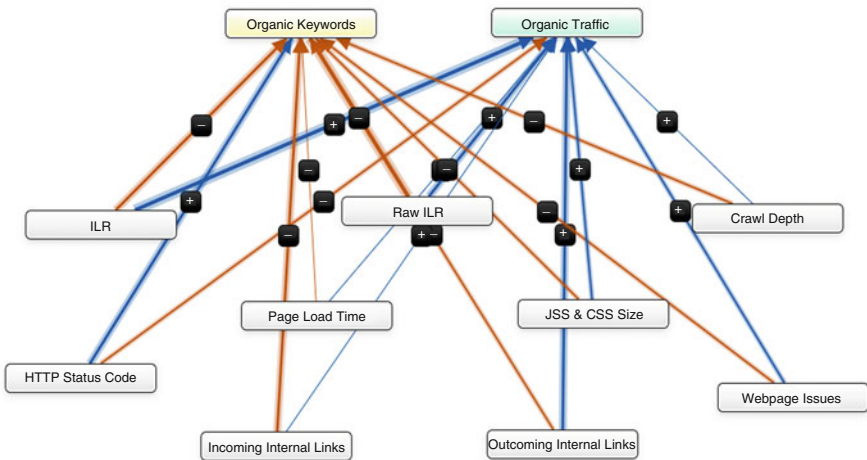 Organic Keywords
Organic Traffic
–
+
–
+
–
+
–
–
+
+
–
–
+
ILR
Raw ILR
Crawl Depth
–
+
–
+
Page Load Time
JSS & CSS Size
HTTP Status Code
Webpage Issues
Incoming Internal Links
Outcoming Internal Links